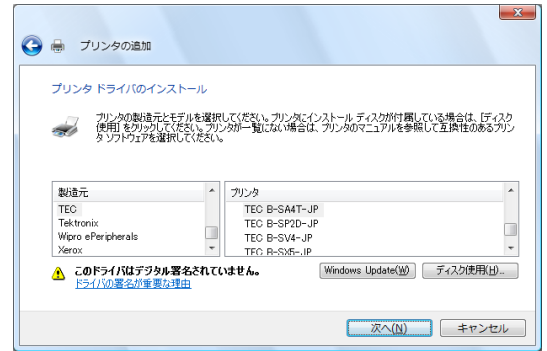 プリンタの追加
プリンタ ドライバのインストール
プリンタの製造元とモデルを選択してください。プリンタにインストール ディスクが付属している場合は、[ディスク
使用] をクリックしてください。プリンタが一覧にない場合は、プリンタのマニュアルを参照して互換性のあるプリン
タ ソフトウェアを選択してください。
製造元
プリンタ
TEC
TEC B-SA4T-JP
Tektronix
TEC B-SP2D-JP
Wipro ePeripherals
TEC B-SV4-JP
Xerox
TEC B-SX5-JP
このドライバはデジタル署名されていません。
Windows Update(W)
ディスク使用(H)...
ドライバの署名が重要な理由
次へ(N)
キャンセル